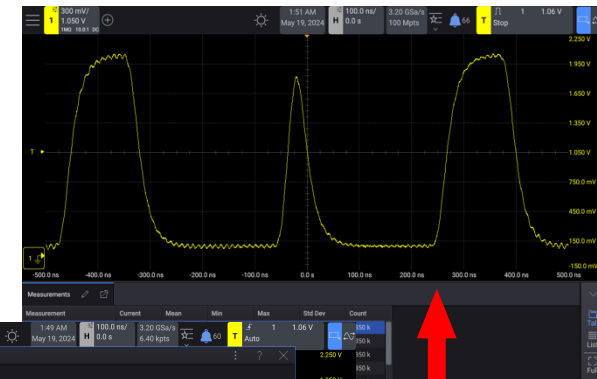 300 mV/
1 1.050 V
1MΩ 10.0:1 DC
1:51 AM
May 19, 2024
H
100.0 ns/
0.0 s
3.20 GSa/s
100 Mpts
66
T
Stop
1
1.06 V
2.250 V
1.950 V
1.650 V
1.350 V
T
1.050 V
750.0 mV
450.0 mV
150.0 mV
1
-150.0 mV
-500.0 ns -400.0 ns -300.0 ns -200.0 ns -100.0 ns 0.0 s 100.0 ns 200.0 ns 300.0 ns 400.0 ns 500.0 ns
Measurements
Measurement Current Mean Min Max Std Dev Count
350 k
350 k
350 k
1:49 AM
May 19, 2024
H
100.0 ns/
0.0 s
3.20 GSa/s
6.40 kpts
60
T
Auto
1
1.06 V
?
2.250 V
List